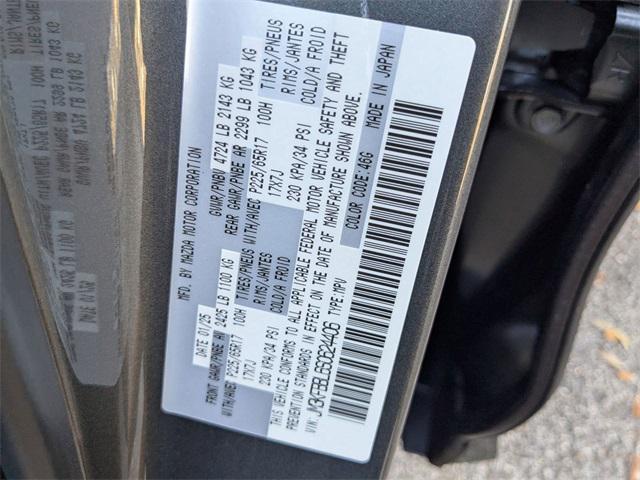 MFD. BY MAZDA MOTOR CORPORATION
DATE 01/25 GVWR/PNBV 4724 LB 2143 KG
FRONT GAWR/PNBE AV 2425 LB 1100 KG REAR GAWR/PNBE AR 2299 LB 1043 KG
WITH/AVEC P225/65R17 100H TIRES/PNEUS WITH/AVEC P225/65R17 100H TIRES/PNEUS
17X7J RIMS/JANTES 17X7J RIMS/JANTES
230 KPA/34 PSI COLD/A FROID 230 KPA/34 PSI COLD/A FROID
THIS VEHICLE CONFORMS TO ALL APPLICABLE FEDERAL MOTOR VEHICLE SAFETY AND THEFT
PREVENTION STANDARDS IN EFFECT ON THE DATE OF MANUFACTURE SHOWN ABOVE.
COLOR CODE:46G MADE IN JAPAN
TYPE:MPV